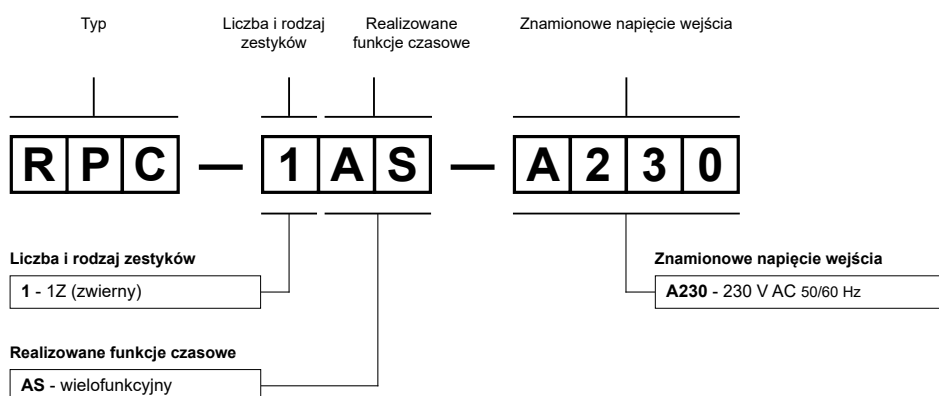 Typ
Liczba i rodzaj
zestyków
Realizowane
funkcje czasowe
Znamionowe napięcie wejścia
RPC — 1AS — A230
Liczba i rodzaj zestyków
1 - 1Z (zwierny)
Znamionowe napięcie wejścia
A230 - 230 V AC 50/60 Hz
Realizowane funkcje czasowe
AS - wielofunkcyjny